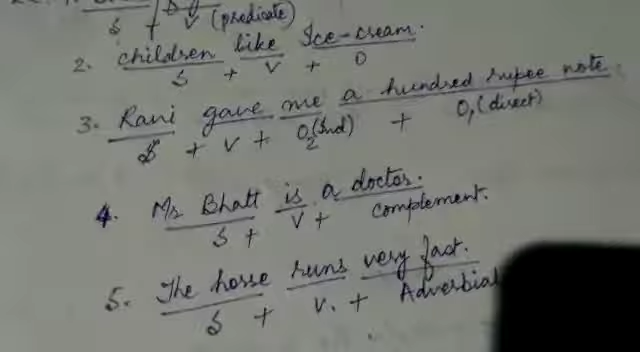 S + V (predicate)
2. children like Ice-cream.
S + V + O
3. Rani gave me a hundred rupee note.
S + V + O2 (Ind) + O1 (direct)
4. Mr Bhatt is a doctor.
S + V + complement.
5. The horse runs very fast.
S + V. + Adverbial